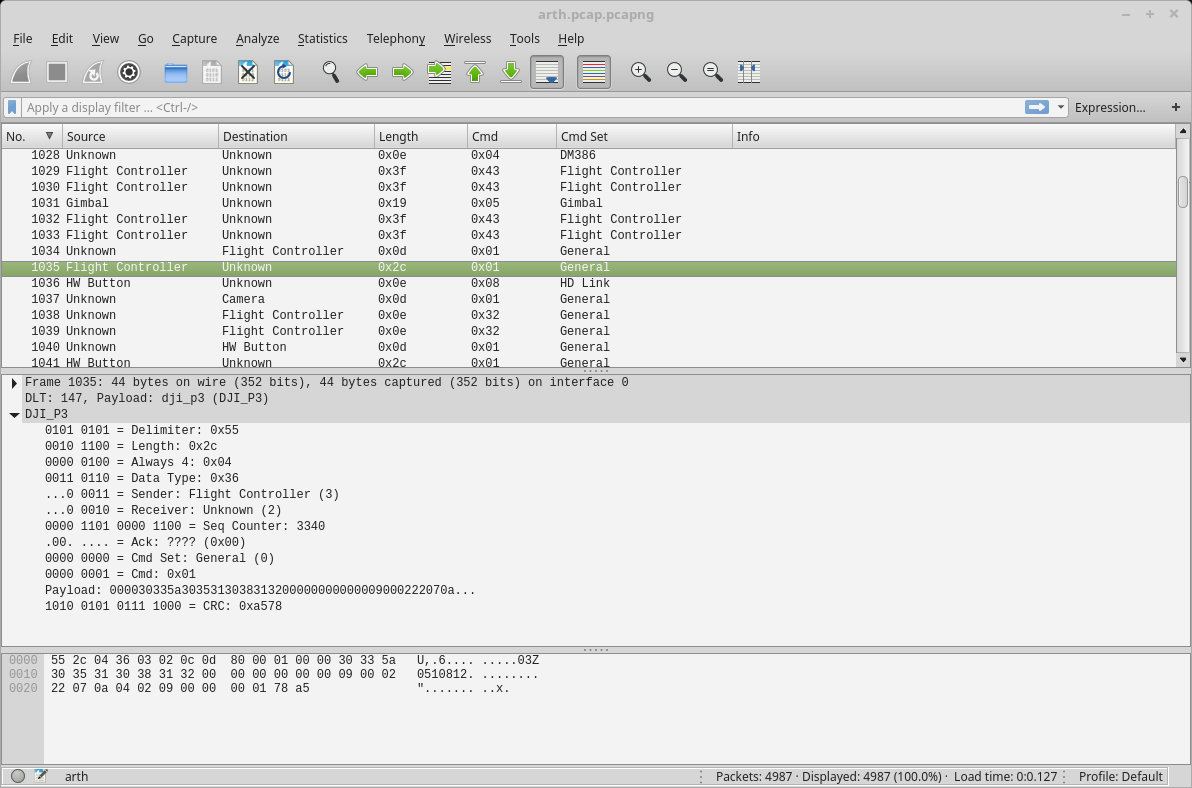 arth.pcap.pcapng
File Edit View Go Capture Analyze Statistics Telephony Wireless Tools Help
Apply a display filter ... <Ctrl-/> Expression... +
No. Source Destination Length Cmd Cmd Set Info
1028 Unknown Unknown 0x0e 0x04 DM386
1029 Flight Controller Unknown 0x3f 0x43 Flight Controller
1030 Flight Controller Unknown 0x3f 0x43 Flight Controller
1031 Gimbal Unknown 0x19 0x05 Gimbal
1032 Flight Controller Unknown 0x3f 0x43 Flight Controller
1033 Flight Controller Unknown 0x3f 0x43 Flight Controller
1034 Unknown Flight Controller 0x0d 0x01 General
1035 Flight Controller Unknown 0x2c 0x01 General
1036 HW Button Unknown 0x0e 0x08 HD Link
1037 Unknown Camera 0x0d 0x01 General
1038 Unknown Flight Controller 0x0e 0x32 General
1039 Unknown Flight Controller 0x0e 0x32 General
1040 Unknown HW Button 0x0d 0x01 General
1041 HW Button Unknown 0x2c 0x01 General
Frame 1035: 44 bytes on wire (352 bits), 44 bytes captured (352 bits) on interface 0
DLT: 147, Payload: dji_p3 (DJI_P3)
DJI_P3
0101 0101 = Delimiter: 0x55
0010 1100 = Length: 0x2c
0000 0100 = Always 4: 0x04
0011 0110 = Data Type: 0x36
...0 0011 = Sender: Flight Controller (3)
...0 0010 = Receiver: Unknown (2)
0000 1101 0000 1100 = Seq Counter: 3340
.00. .... = Ack: ???? (0x00)
0000 0000 = Cmd Set: General (0)
0000 0001 = Cmd: 0x01
Payload: 000030335a3035313038313200000000000009000222070a...
1010 0101 0111 1000 = CRC: 0xa578
0000 55 2c 04 36 03 02 0c 0d 80 00 01 00 00 30 33 5a U,.6.... .....03Z
0010 30 35 31 30 38 31 32 00 00 00 00 00 00 09 00 02 0510812. ........
0020 22 07 0a 04 02 09 00 00 00 01 78 a5 "....... ..x.
arth Packets: 4987 · Displayed: 4987 (100.0%) · Load time: 0:0.127 Profile: Default